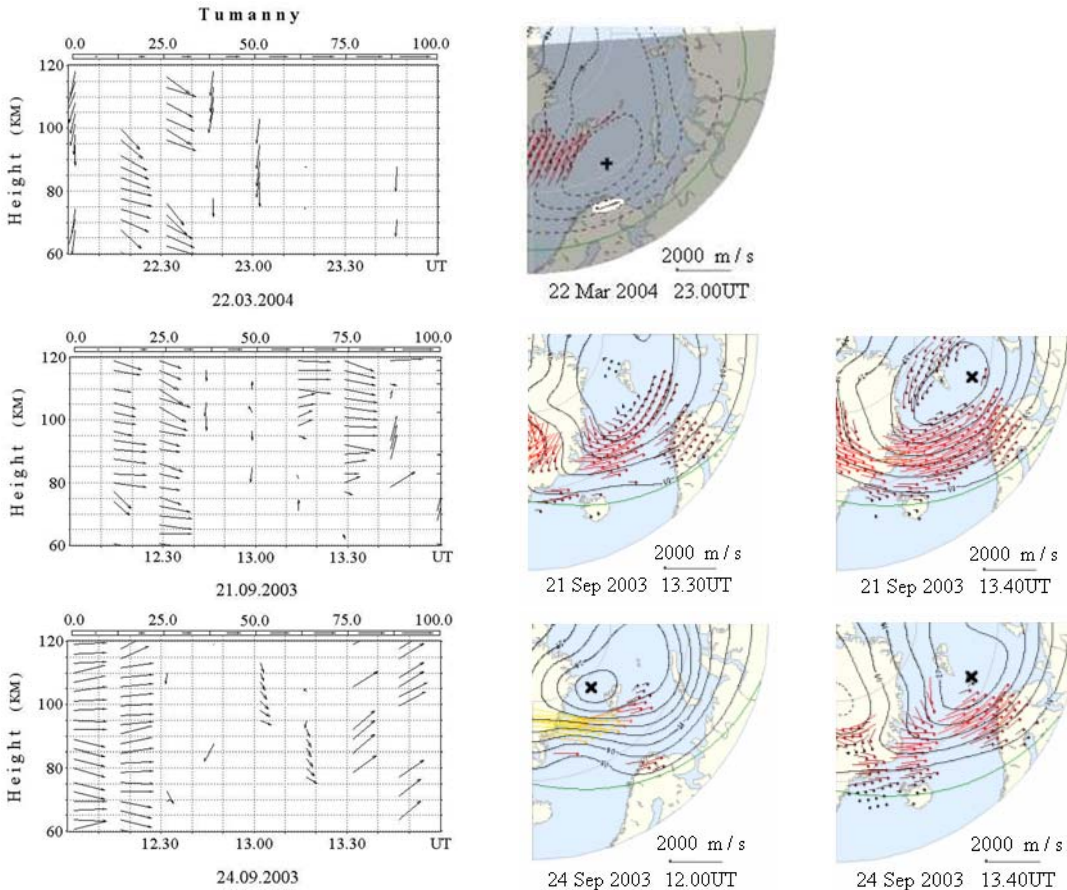 Tumanny
0.0 25.0 50.0 75.0 100.0
Height (KM)
120
100
80
60
22.30 23.00 23.30 UT
22.03.2004
2000 m/s
22 Mar 2004 23.00UT
0.0 25.0 50.0 75.0 100.0
Height (KM)
120
100
80
60
12.30 13.00 13.30 UT
21.09.2003
2000 m/s
21 Sep 2003 13.30UT
2000 m/s
21 Sep 2003 13.40UT
0.0 25.0 50.0 75.0 100.0
Height (KM)
120
100
80
60
12.30 13.00 13.30 UT
24.09.2003
2000 m/s
24 Sep 2003 12.00UT
2000 m/s
24 Sep 2003 13.40UT